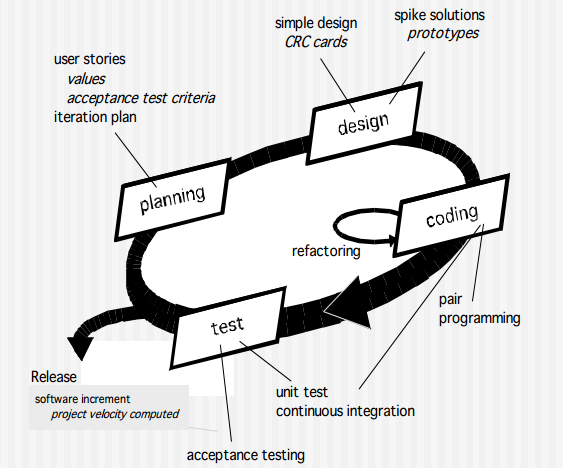 spike solutions
prototypes
simple design
CRC cards
user stories
values
acceptance test criteria
iteration plan
design
planning
coding
refactoring
test
pair
programming
Release
software increment
project velocity computed
unit test
continuous integration
acceptance testing